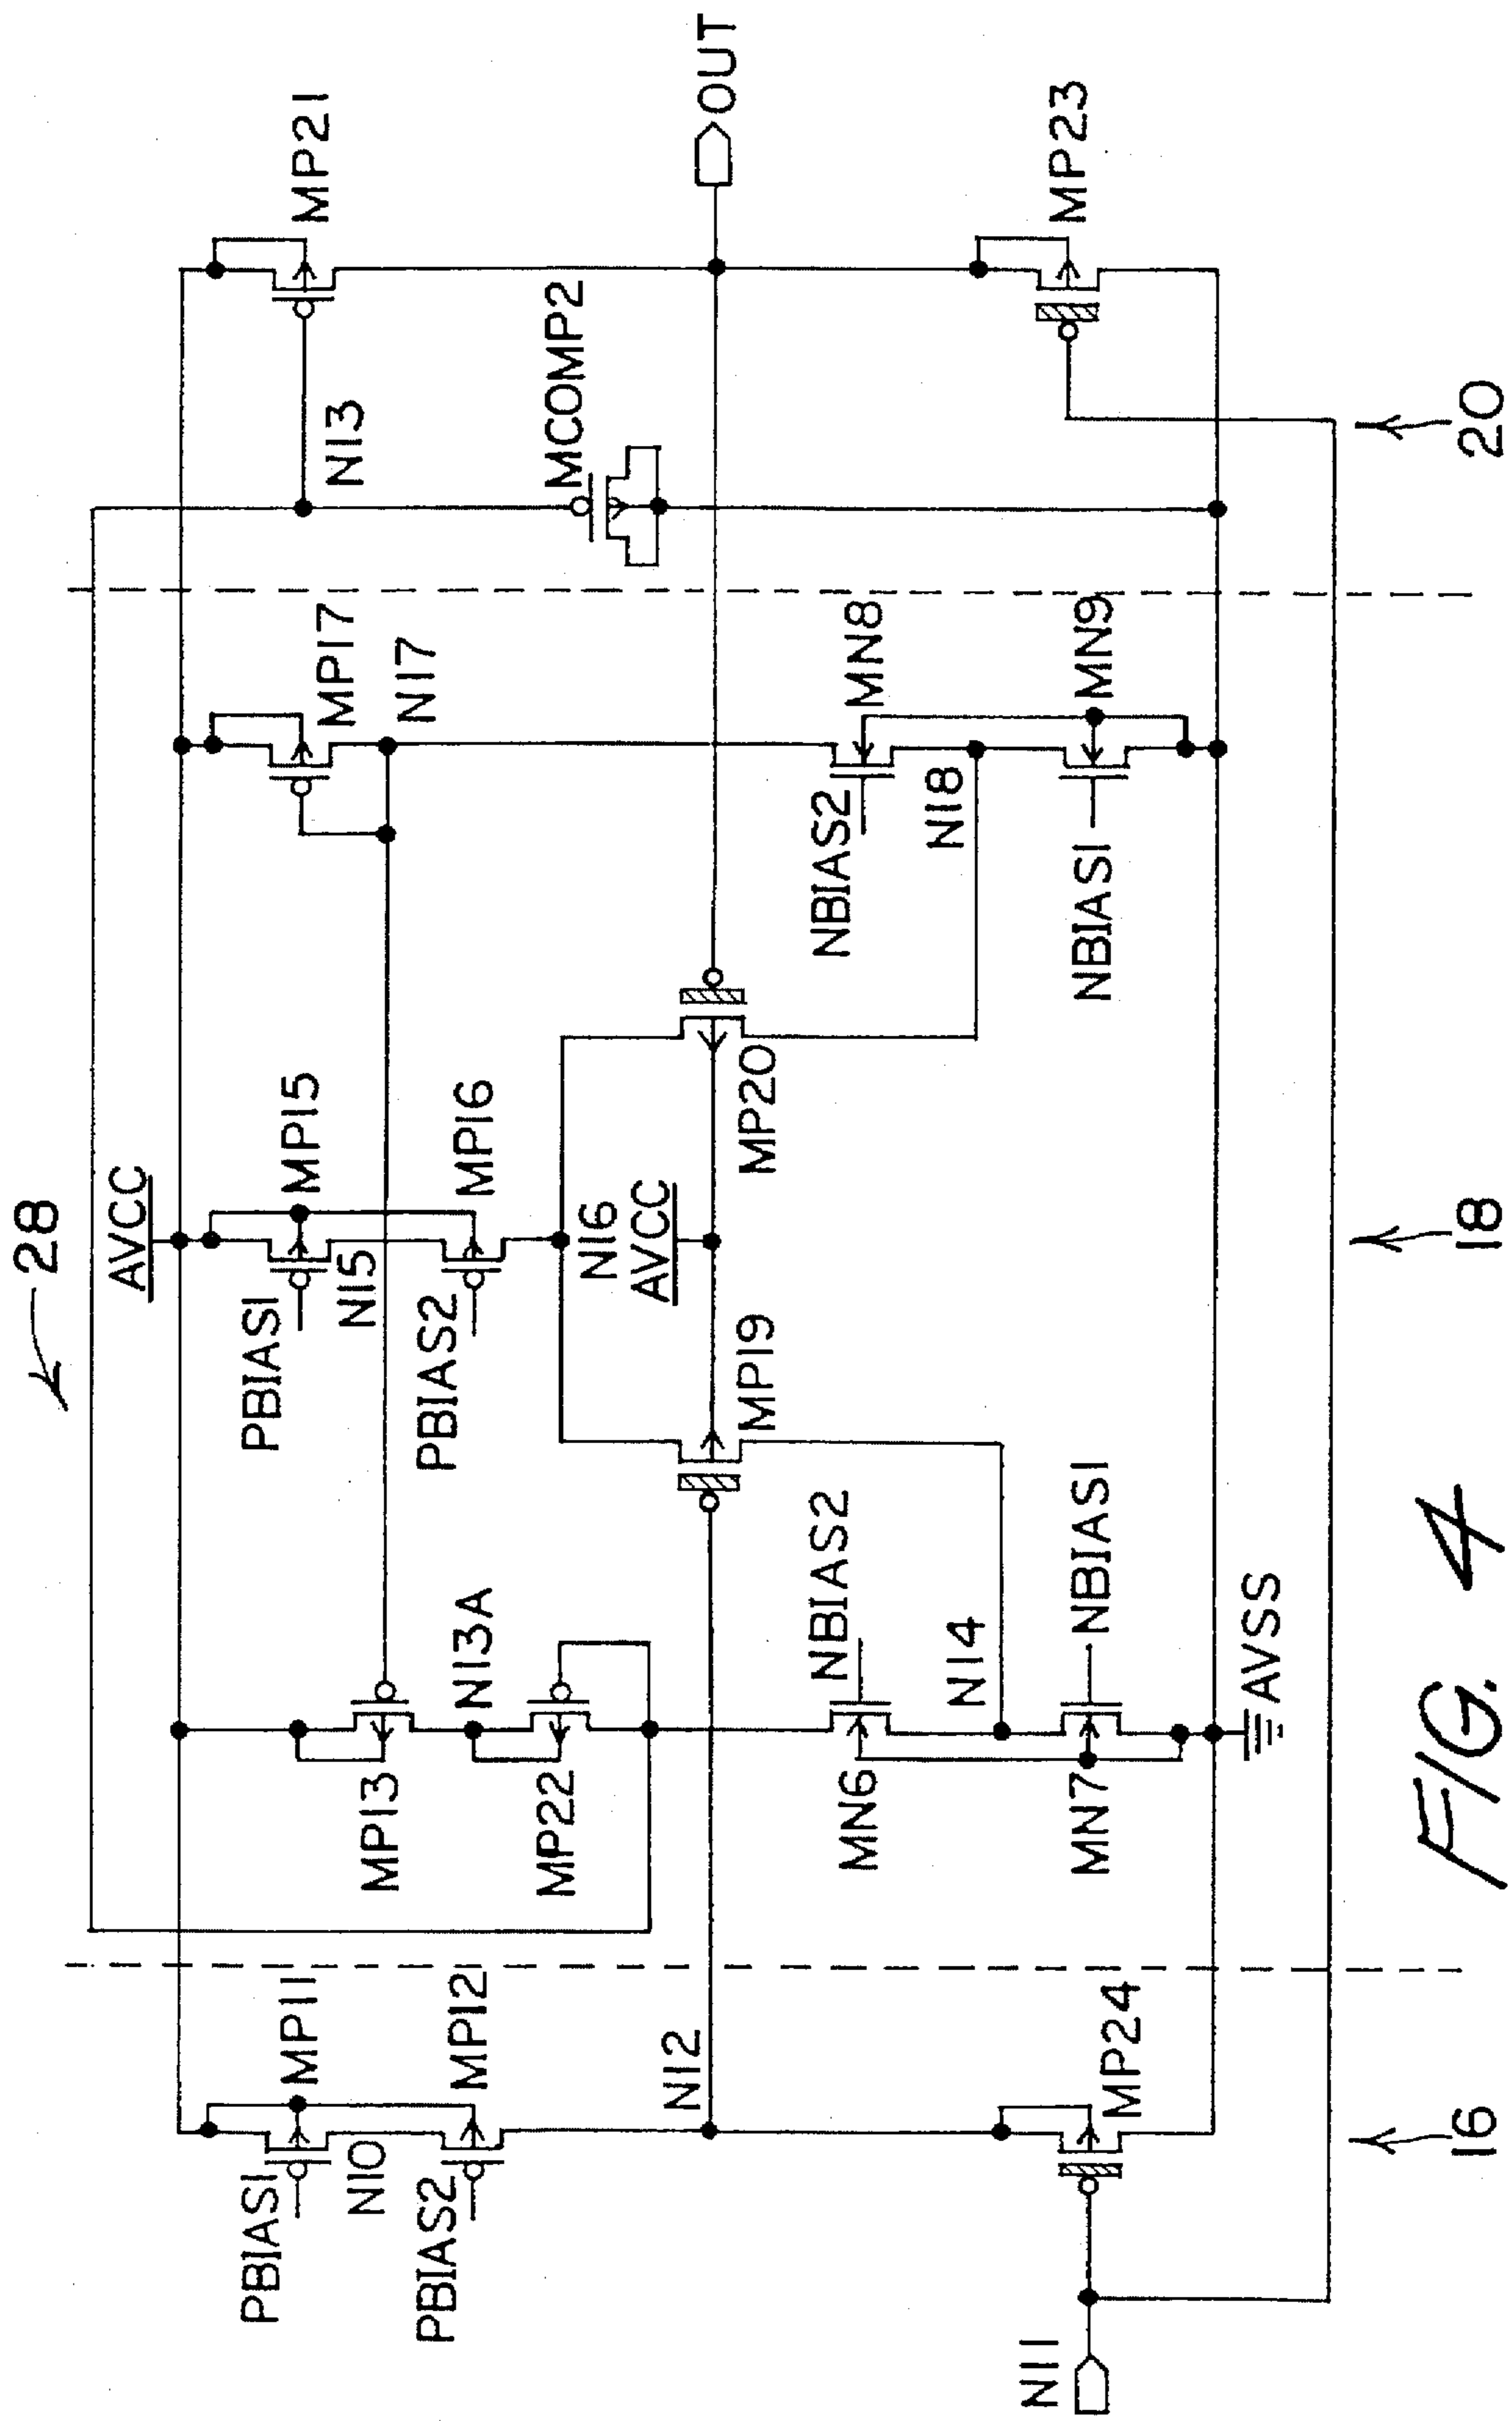 28
AVCC
PBIAS1
MP11
N10
PBIAS2
MP12
N12
N11
MP24
MP13
N13A
MP22
PBIAS1
MP15
N15
PBIAS2
MP16
N16
AVCC
MP19
MP20
MN6
NBIAS2
N14
MN7
NBIAS1
AVSS
MP17
N17
NBIAS2
MN8
N18
NBIAS1
MN9
N13
MP21
MCOMP2
OUT
MP23
16
18
20
FIG. 4